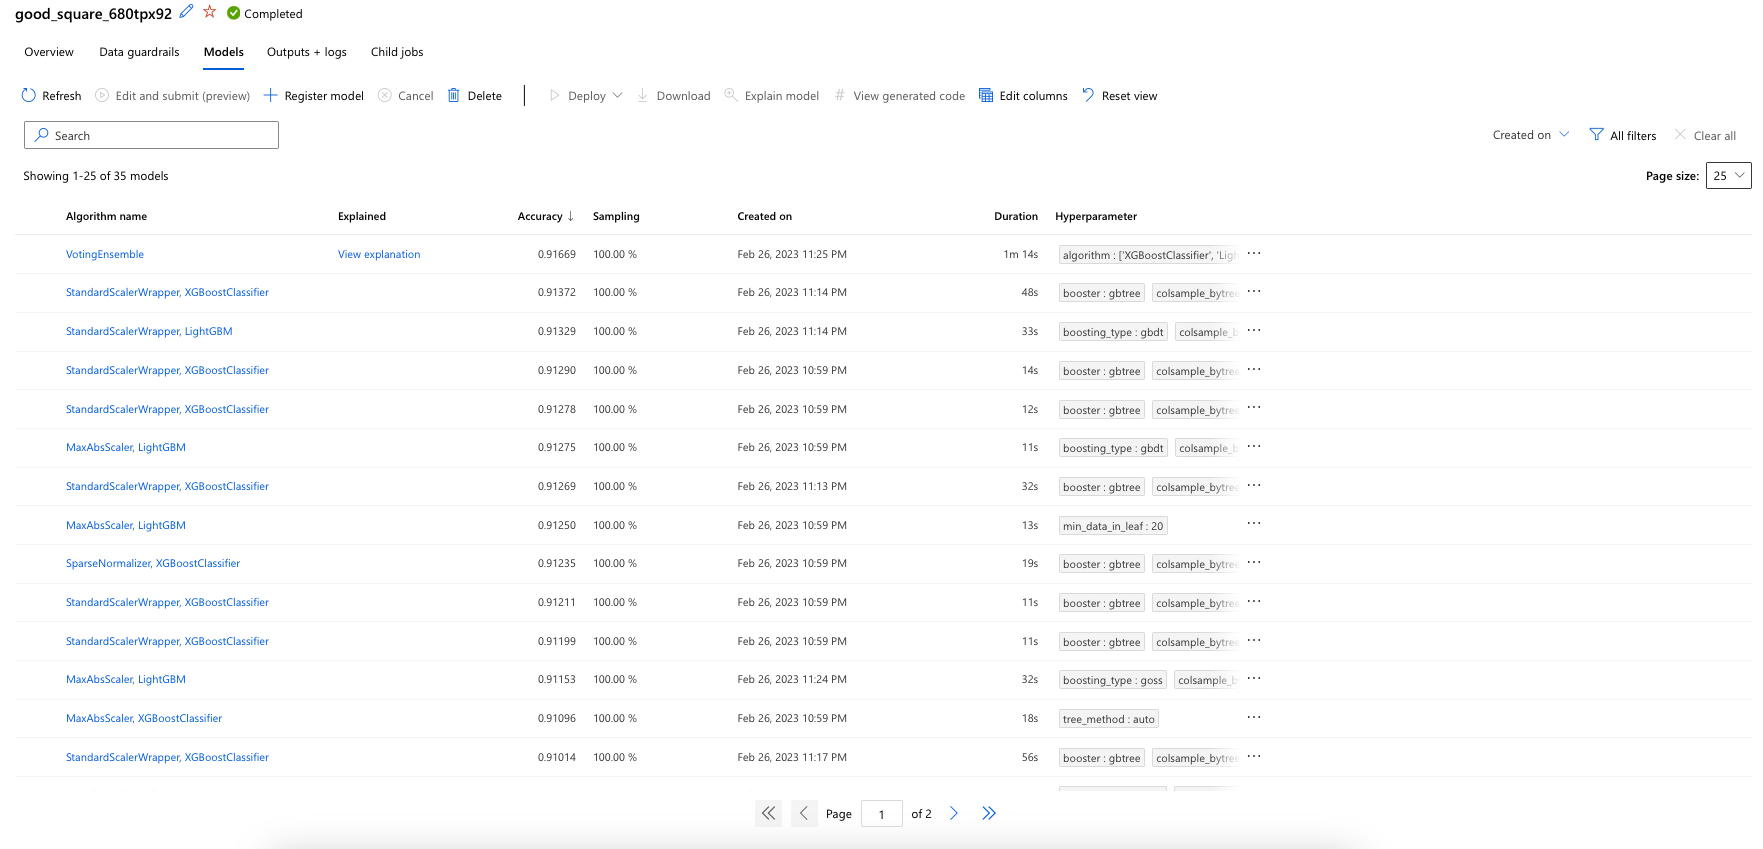 good_square_680tpx92 Completed
Overview Data guardrails Models Outputs + logs Child jobs
Refresh Edit and submit (preview) Register model Cancel Delete Deploy Download Explain model # View generated code Edit columns Reset view
Search Created on All filters Clear all
Showing 1-25 of 35 models Page size: 25
Algorithm name Explained Accuracy ↓ Sampling Created on Duration Hyperparameter
VotingEnsemble View explanation 0.91669 100.00 % Feb 26, 2023 11:25 PM 1m 14s algorithm : ['XGBoostClassifier', 'Ligh ...
StandardScalerWrapper, XGBoostClassifier 0.91372 100.00 % Feb 26, 2023 11:14 PM 48s booster : gbtree colsample_bytree ...
StandardScalerWrapper, LightGBM 0.91329 100.00 % Feb 26, 2023 11:14 PM 33s boosting_type : gbdt colsample_b ...
StandardScalerWrapper, XGBoostClassifier 0.91290 100.00 % Feb 26, 2023 10:59 PM 14s booster : gbtree colsample_bytree ...
StandardScalerWrapper, XGBoostClassifier 0.91278 100.00 % Feb 26, 2023 10:59 PM 12s booster : gbtree colsample_bytree ...
MaxAbsScaler, LightGBM 0.91275 100.00 % Feb 26, 2023 10:59 PM 11s boosting_type : gbdt colsample_b ...
StandardScalerWrapper, XGBoostClassifier 0.91269 100.00 % Feb 26, 2023 11:13 PM 32s booster : gbtree colsample_bytree ...
MaxAbsScaler, LightGBM 0.91250 100.00 % Feb 26, 2023 10:59 PM 13s min_data_in_leaf : 20 ...
SparseNormalizer, XGBoostClassifier 0.91235 100.00 % Feb 26, 2023 10:59 PM 19s booster : gbtree colsample_bytree ...
StandardScalerWrapper, XGBoostClassifier 0.91211 100.00 % Feb 26, 2023 10:59 PM 11s booster : gbtree colsample_bytree ...
StandardScalerWrapper, XGBoostClassifier 0.91199 100.00 % Feb 26, 2023 10:59 PM 11s booster : gbtree colsample_bytree ...
MaxAbsScaler, LightGBM 0.91153 100.00 % Feb 26, 2023 11:24 PM 32s boosting_type : goss colsample_b ...
MaxAbsScaler, XGBoostClassifier 0.91096 100.00 % Feb 26, 2023 10:59 PM 18s tree_method : auto ...
StandardScalerWrapper, XGBoostClassifier 0.91014 100.00 % Feb 26, 2023 11:17 PM 56s booster : gbtree colsample_bytree ...
Page 1 of 2